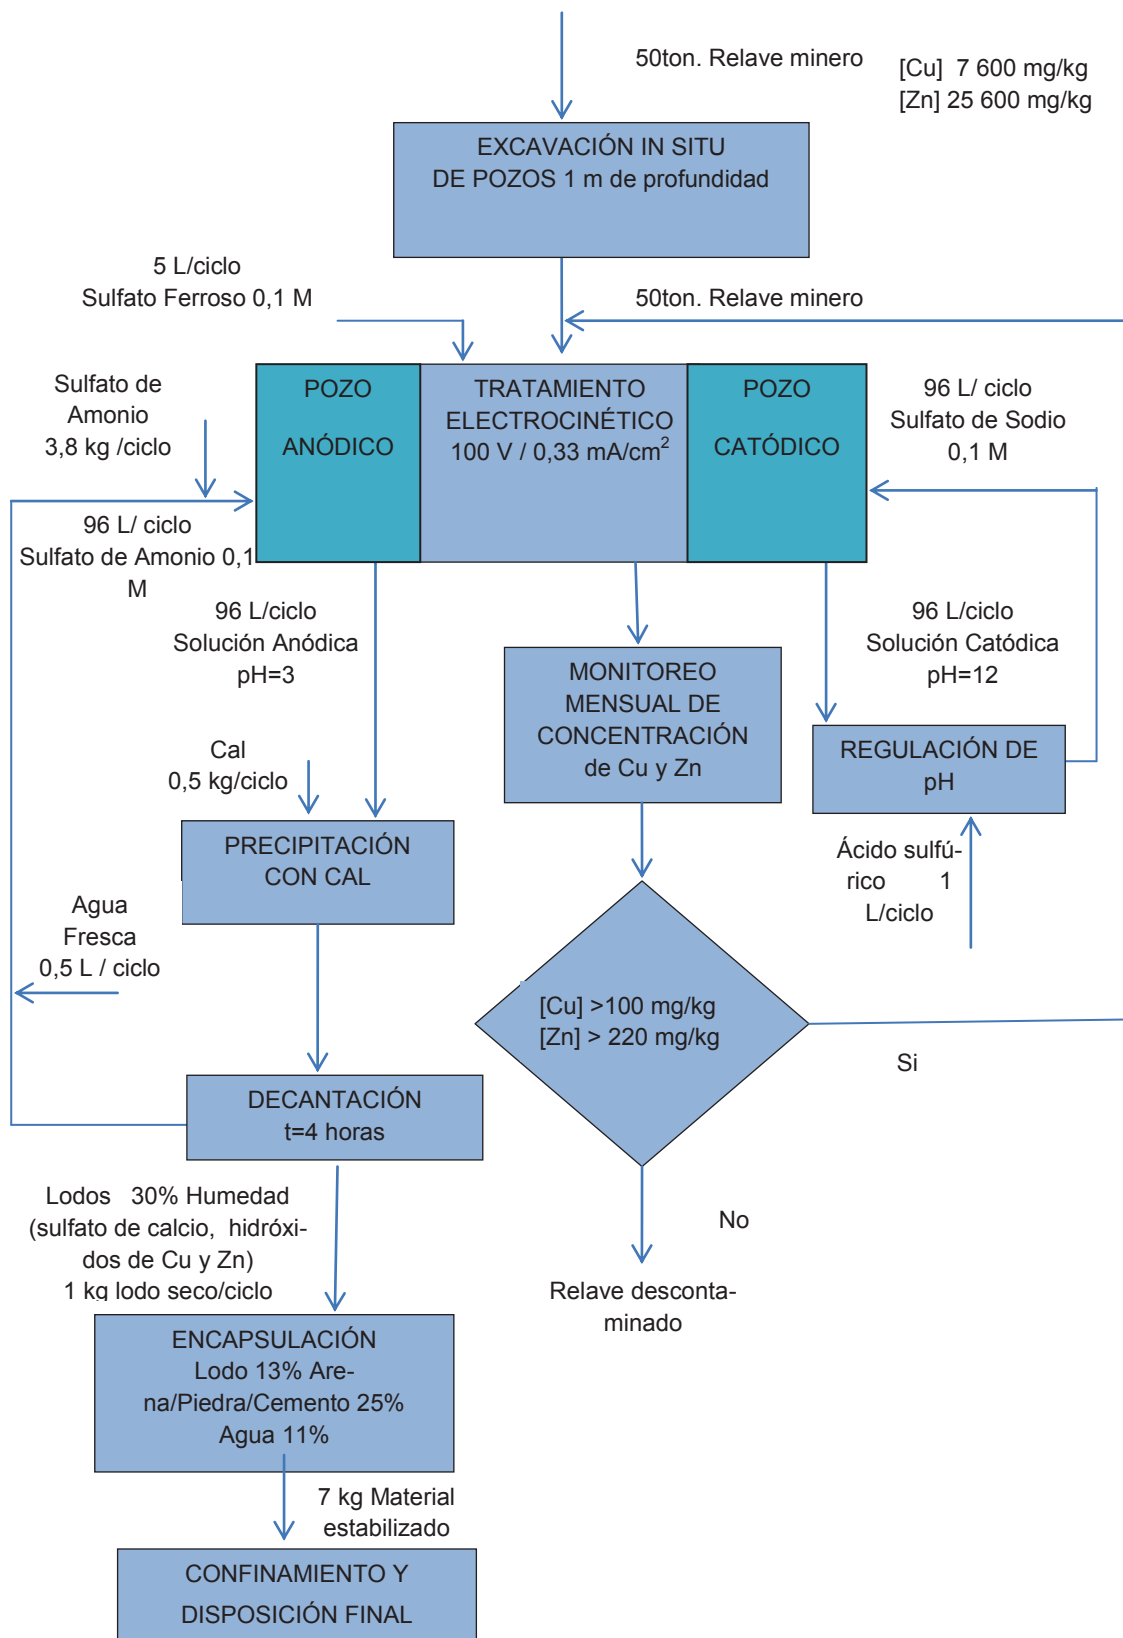 50ton. Relave minero
[Cu] 7 600 mg/kg
[Zn] 25 600 mg/kg
EXCAVACIÓN IN SITU
DE POZOS 1 m de profundidad
5 L/ciclo
Sulfato Ferroso 0,1 M
50ton. Relave minero
Sulfato de
Amonio
3,8 kg /ciclo
POZO
ANÓDICO
TRATAMIENTO
ELECTROCINÉTICO
100 V / 0,33 mA/cm²
POZO
CATÓDICO
96 L/ ciclo
Sulfato de Sodio
0,1 M
96 L/ ciclo
Sulfato de Amonio 0,1
M
96 L/ciclo
Solución Anódica
pH=3
96 L/ciclo
Solución Catódica
pH=12
MONITOREO
MENSUAL DE
CONCENTRACIÓN
de Cu y Zn
REGULACIÓN DE
pH
Cal
0,5 kg/ciclo
PRECIPITACIÓN
CON CAL
Ácido sulfú-
rico 1
L/ciclo
Agua
Fresca
0,5 L / ciclo
[Cu] >100 mg/kg
[Zn] > 220 mg/kg
Si
DECANTACIÓN
t=4 horas
Lodos 30% Humedad
(sulfato de calcio, hidróxi-
dos de Cu y Zn)
1 kg lodo seco/ciclo
No
Relave desconta-
minado
ENCAPSULACIÓN
Lodo 13% Are-
na/Piedra/Cemento 25%
Agua 11%
7 kg Material
estabilizado
CONFINAMIENTO Y
DISPOSICIÓN FINAL